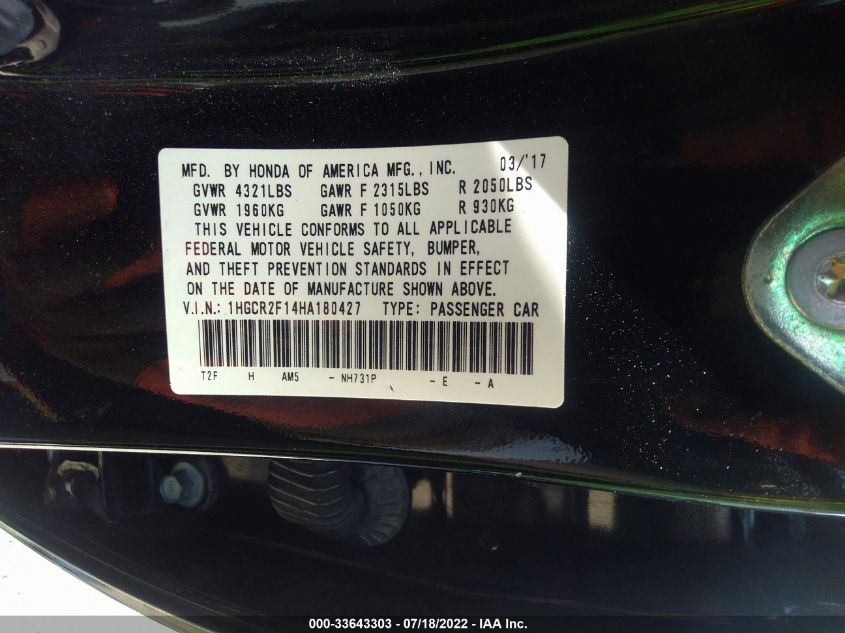 MFD. BY HONDA OF AMERICA MFG., INC. 03/'17
GVWR 4321LBS GAWR F 2315LBS R 2050LBS
GVWR 1960KG GAWR F 1050KG R 930KG
THIS VEHICLE CONFORMS TO ALL APPLICABLE
FEDERAL MOTOR VEHICLE SAFETY, BUMPER,
AND THEFT PREVENTION STANDARDS IN EFFECT
ON THE DATE OF MANUFACTURE SHOWN ABOVE.
V.I.N.: 1HGCR2F14HA180427 TYPE: PASSENGER CAR
T2F H AM5 - NH731P - E - A
000-33643303 - 07/18/2022 - IAA Inc.